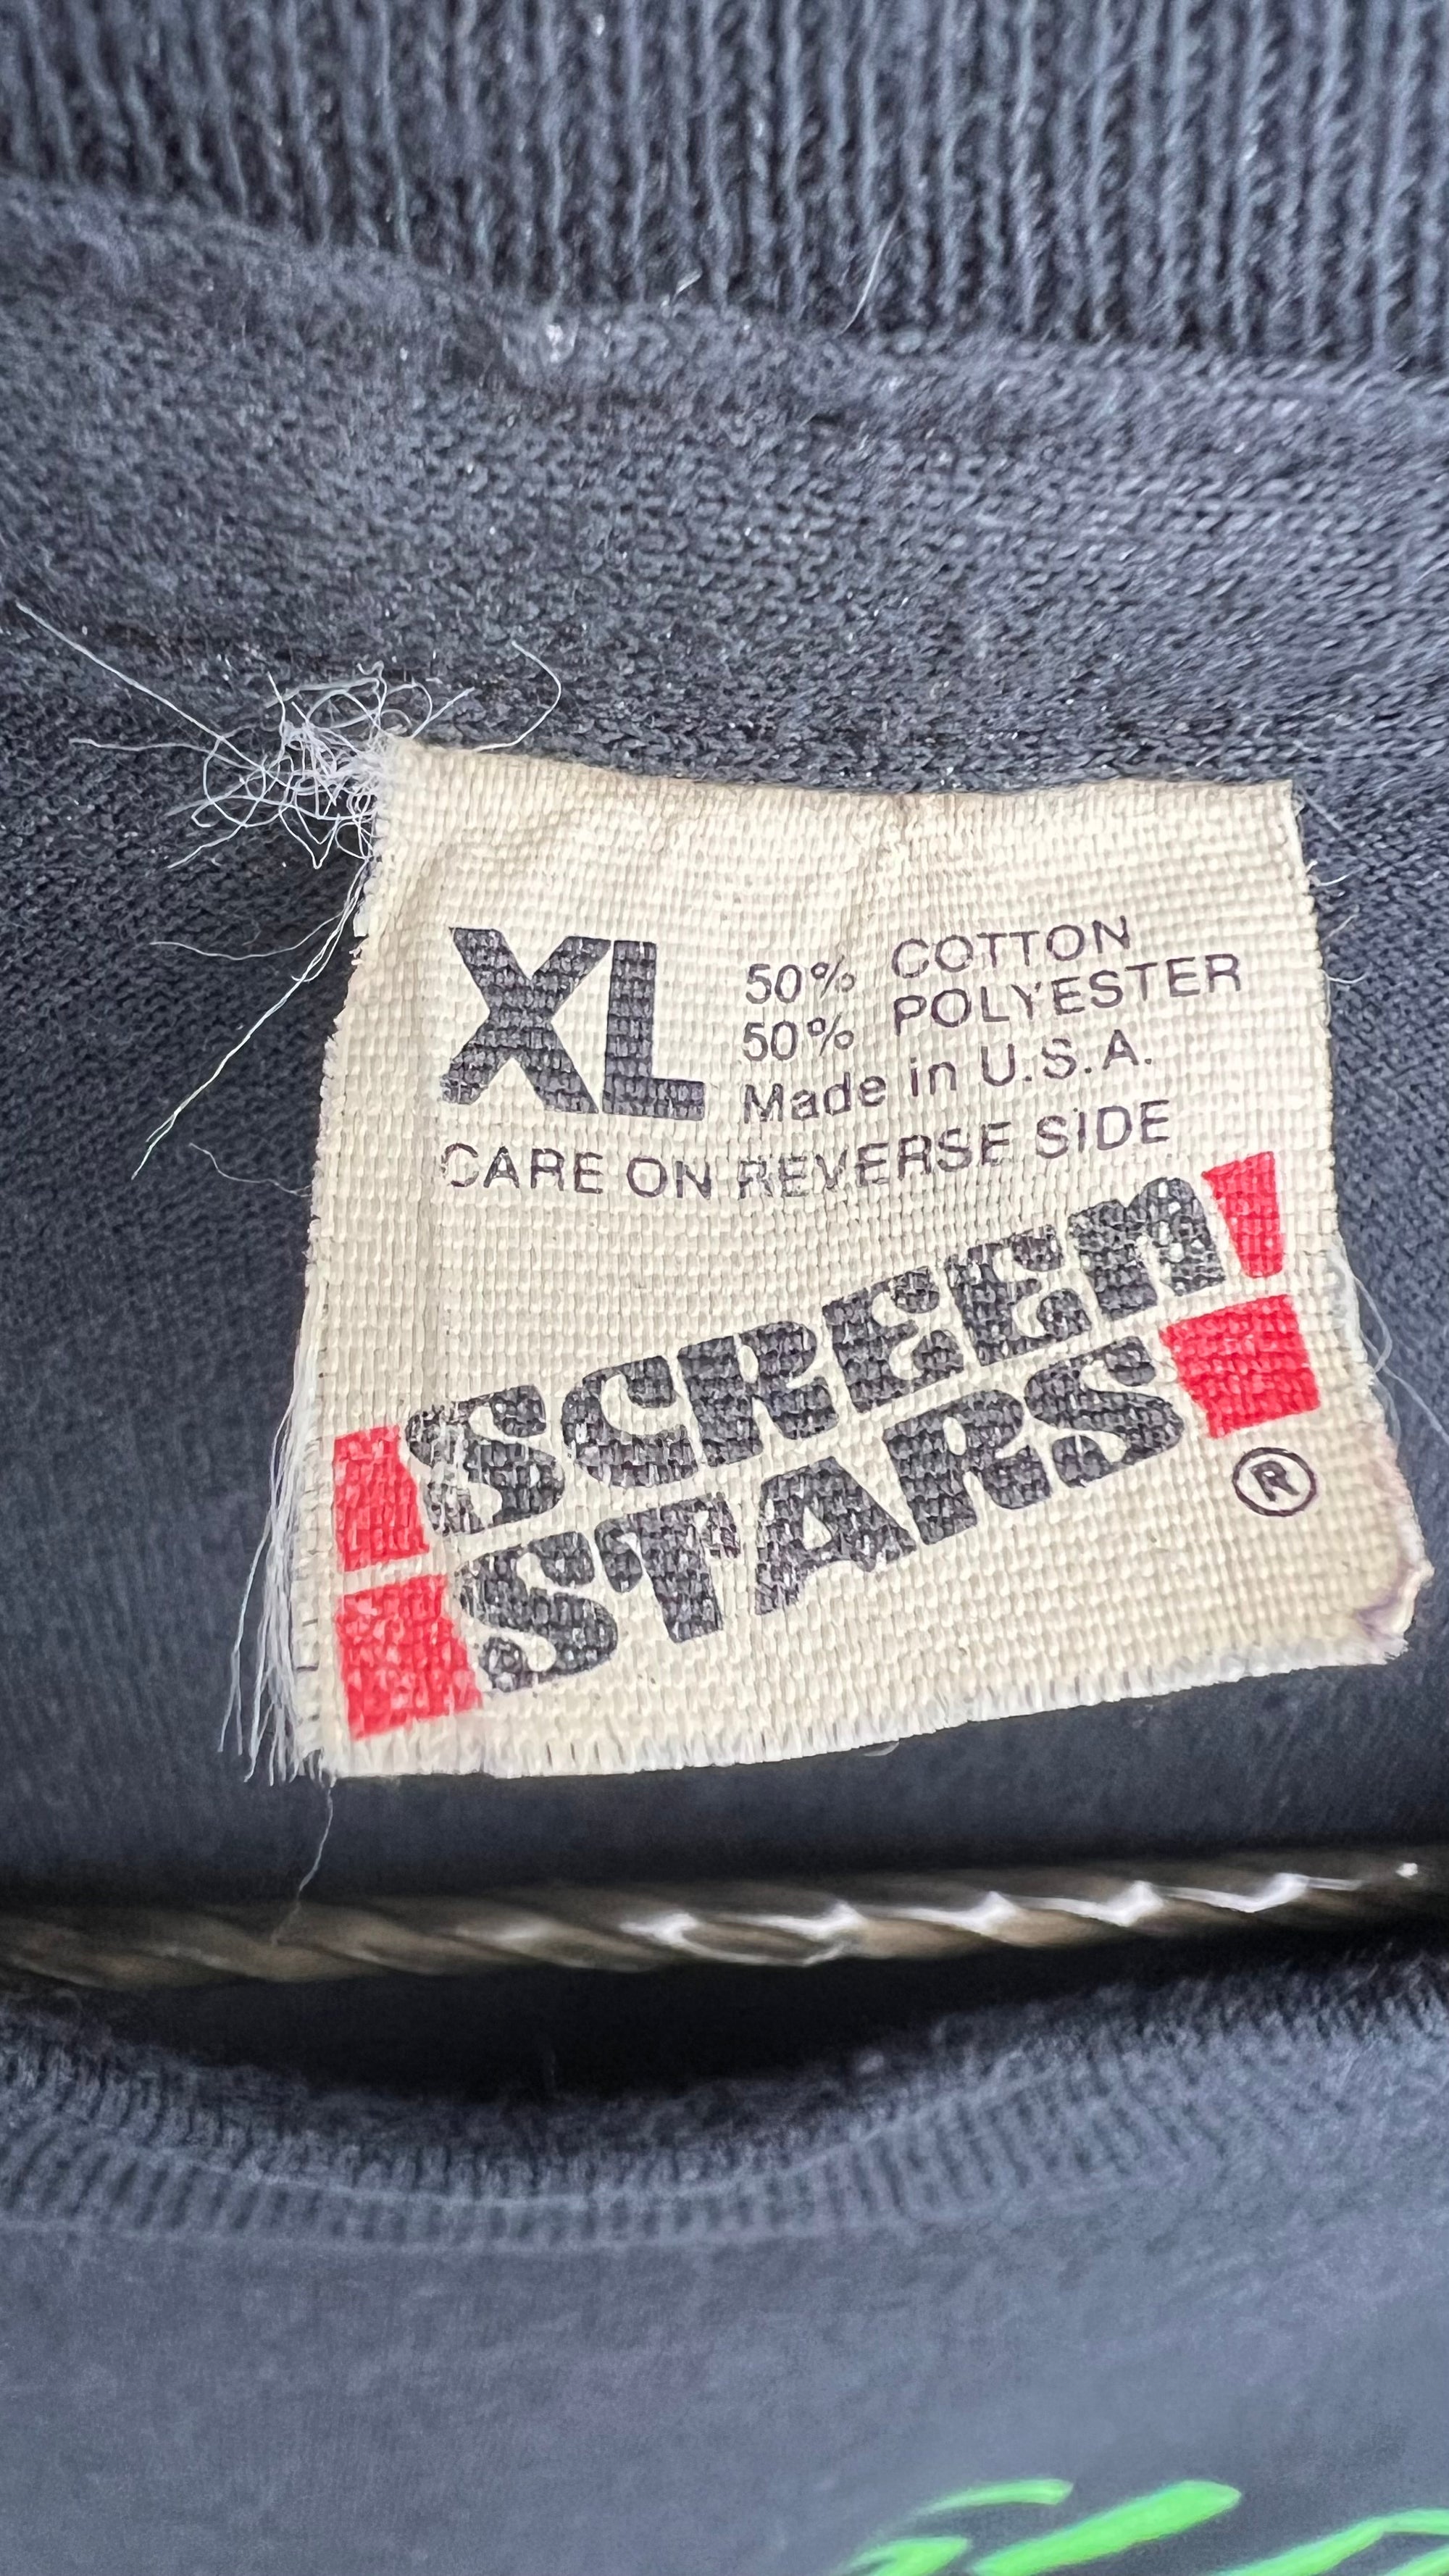 XL
50% COTTON
50% POLYESTER
Made in U.S.A.
CARE ON REVERSE SIDE
SCREEN
STARS
®